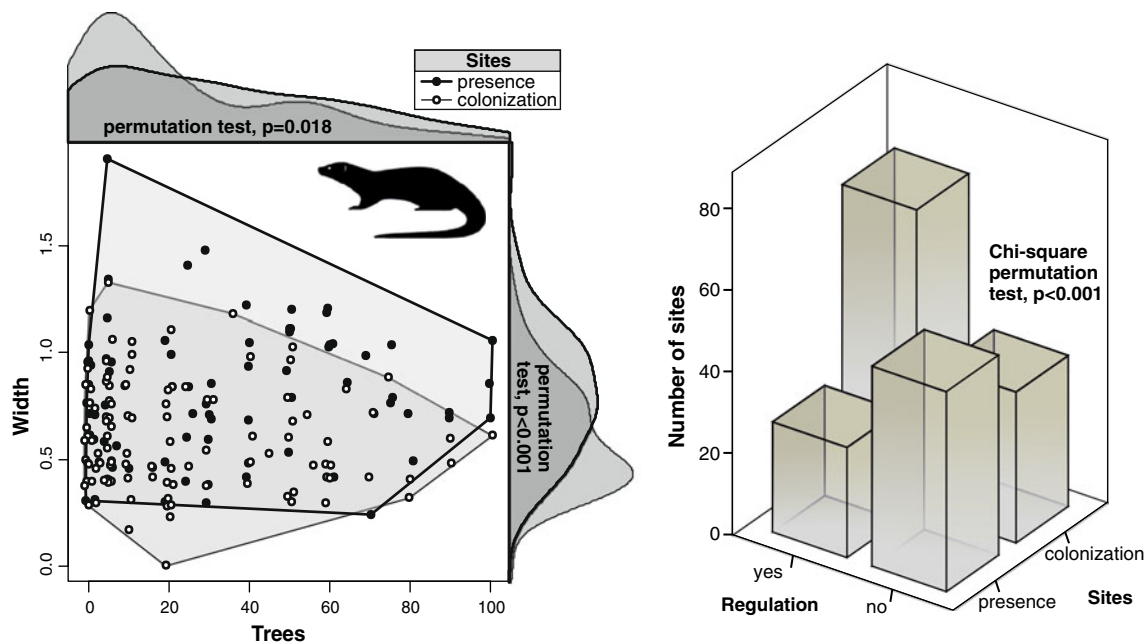 Sites
presence
colonization
permutation test, p=0.018
permutation
test, p<0.001
Width
0.0
0.5
1.0
1.5
0
20
40
60
80
100
Trees
Number of sites
0
20
40
60
80
Chi-square
permutation
test, p<0.001
yes
no
Regulation
presence
colonization
Sites